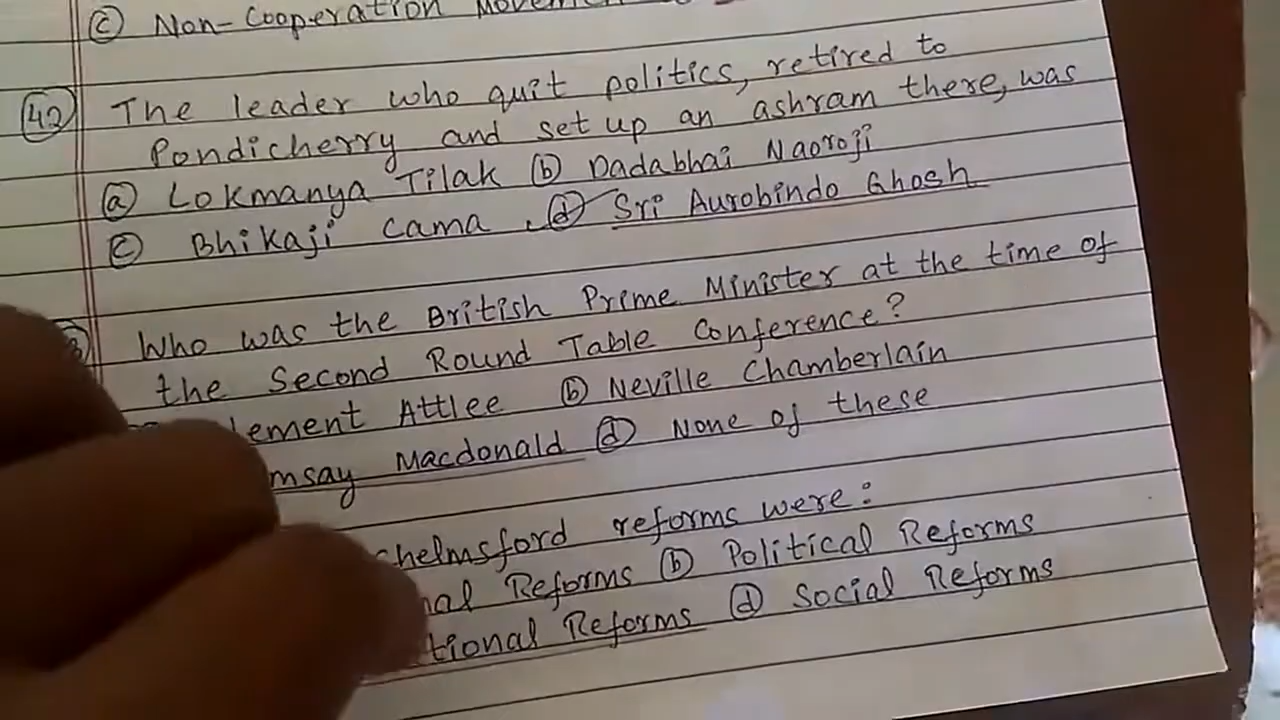 (c) Non-Cooperation
(42) The leader who quit politics, retired to
Pondicherry and set up an ashram there, was
(a) Lokmanya Tilak (b) Dadabhai Naoroji
(c) Bhikaji Cama (d) Sri Aurobindo Ghosh
Who was the British Prime Minister at the time of
the Second Round Table Conference?
lement Attlee (b) Neville Chamberlain
msay Macdonald (d) None of these
chelmsford reforms were:
nal Reforms (b) Political Reforms
tional Reforms (d) Social Reforms